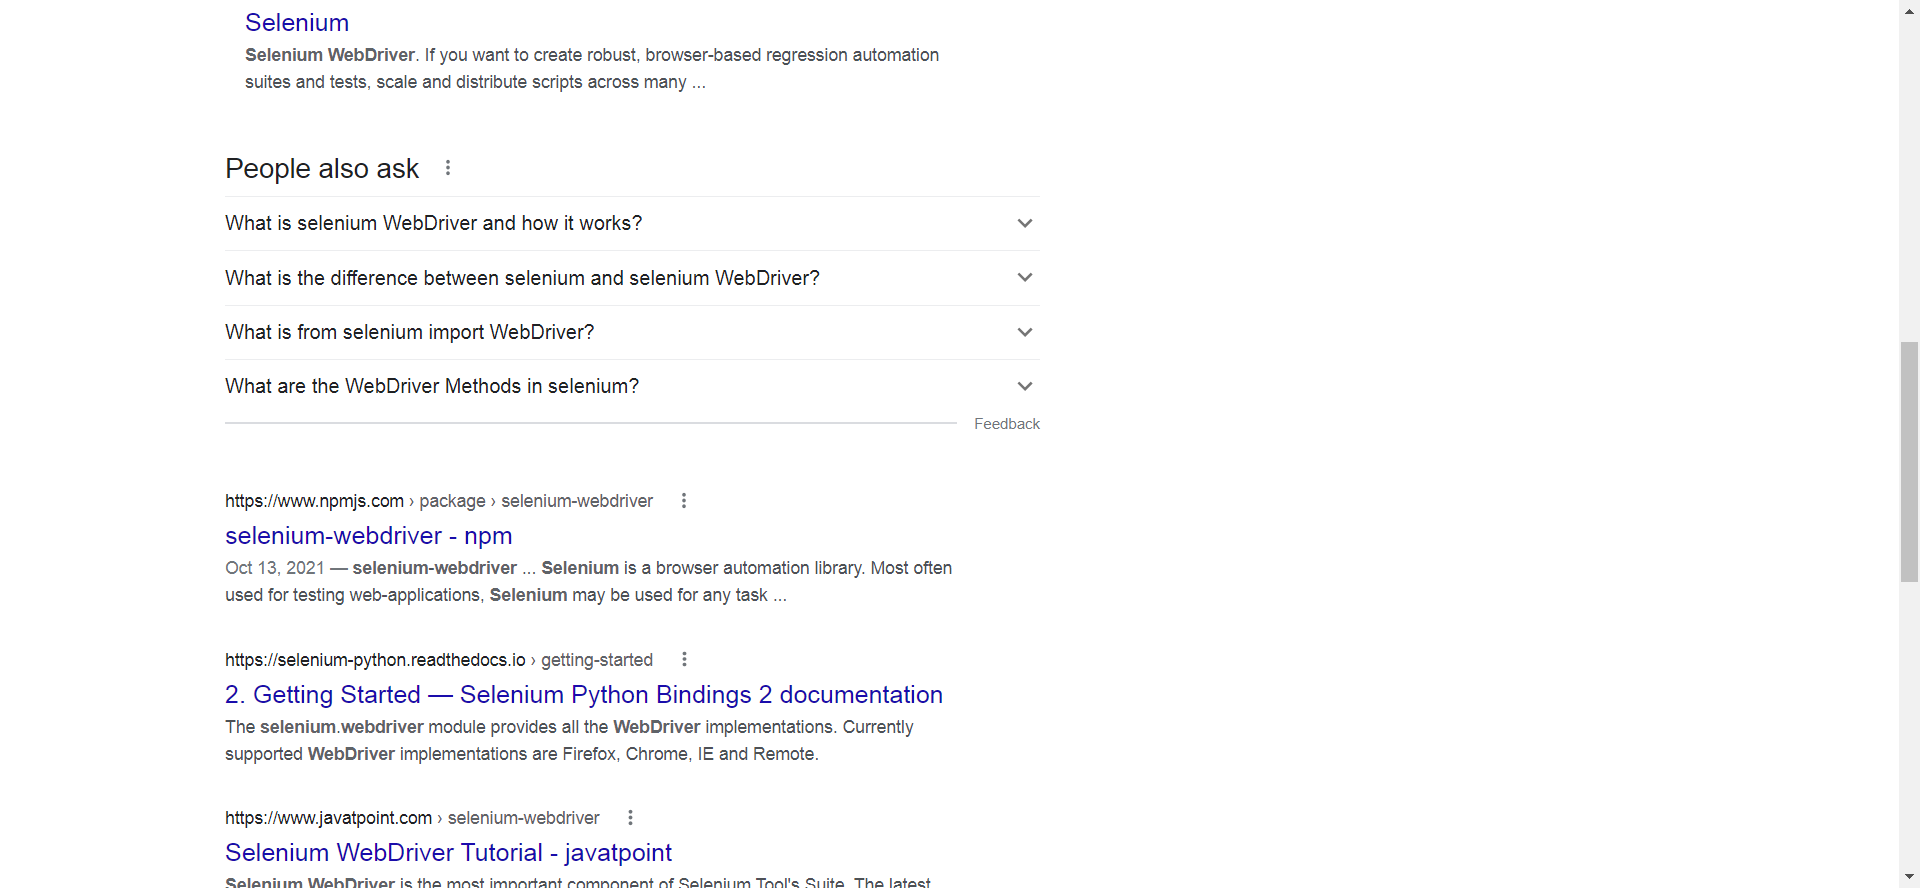 Selenium
Selenium WebDriver. If you want to create robust, browser-based regression automation
suites and tests, scale and distribute scripts across many ...
People also ask
What is selenium WebDriver and how it works?
What is the difference between selenium and selenium WebDriver?
What is from selenium import WebDriver?
What are the WebDriver Methods in selenium?
Feedback
https://www.npmjs.com › package › selenium-webdriver
selenium-webdriver - npm
Oct 13, 2021 — selenium-webdriver ... Selenium is a browser automation library. Most often
used for testing web-applications, Selenium may be used for any task ...
https://selenium-python.readthedocs.io › getting-started
2. Getting Started — Selenium Python Bindings 2 documentation
The selenium.webdriver module provides all the WebDriver implementations. Currently
supported WebDriver implementations are Firefox, Chrome, IE and Remote.
https://www.javatpoint.com › selenium-webdriver
Selenium WebDriver Tutorial - javatpoint
Selenium WebDriver is the most important component of Selenium Tool's Suite. The latest